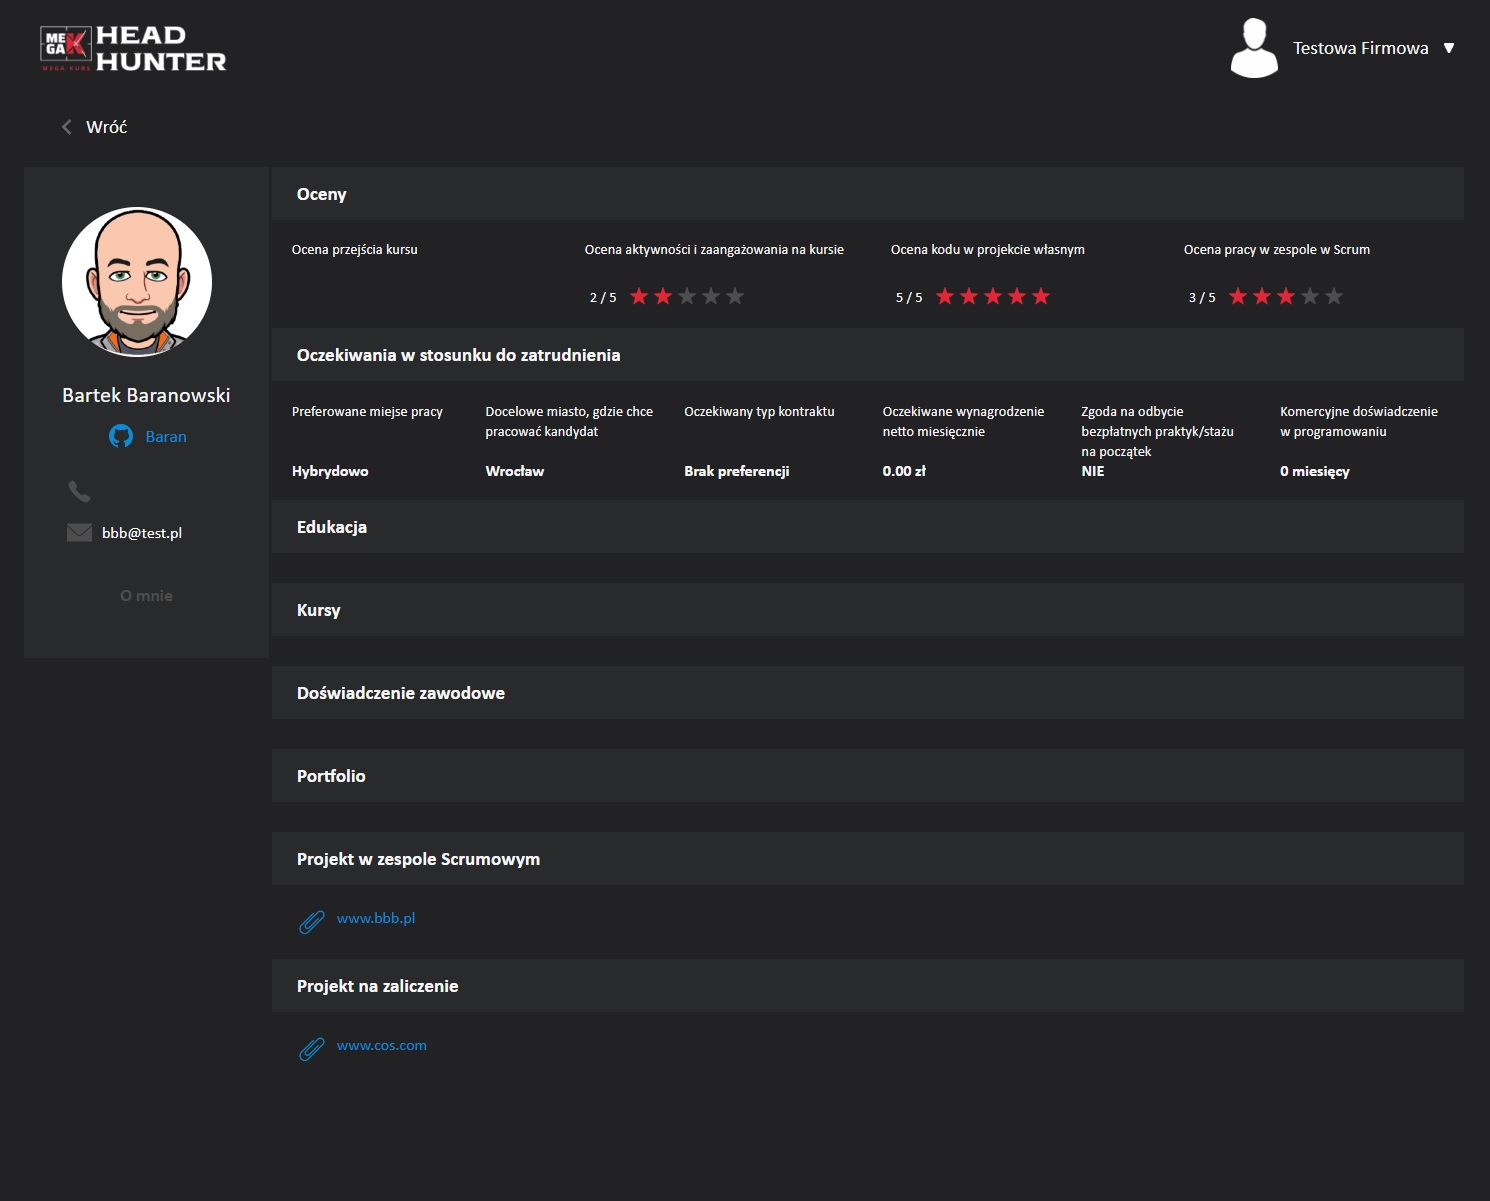 MEGAK
MEGA KURS
HEAD
HUNTER
Testowa Firmowa
Wróć
Bartek Baranowski
Baran
bbb@test.pl
O mnie
Oceny
Ocena przejścia kursu
Ocena aktywności i zaangażowania na kursie
2 / 5
Ocena kodu w projekcie własnym
5 / 5
Ocena pracy w zespole w Scrum
3 / 5
Oczekiwania w stosunku do zatrudnienia
Preferowane miejse pracy
Hybrydowo
Docelowe miasto, gdzie chce
pracować kandydat
Wrocław
Oczekiwany typ kontraktu
Brak preferencji
Oczekiwane wynagrodzenie
netto miesięcznie
0.00 zł
Zgoda na odbycie
bezpłatnych praktyk/stażu
na początek
NIE
Komercyjne doświadczenie
w programowaniu
0 miesięcy
Edukacja
Kursy
Doświadczenie zawodowe
Portfolio
Projekt w zespole Scrumowym
www.bbb.pl
Projekt na zaliczenie
www.cos.com